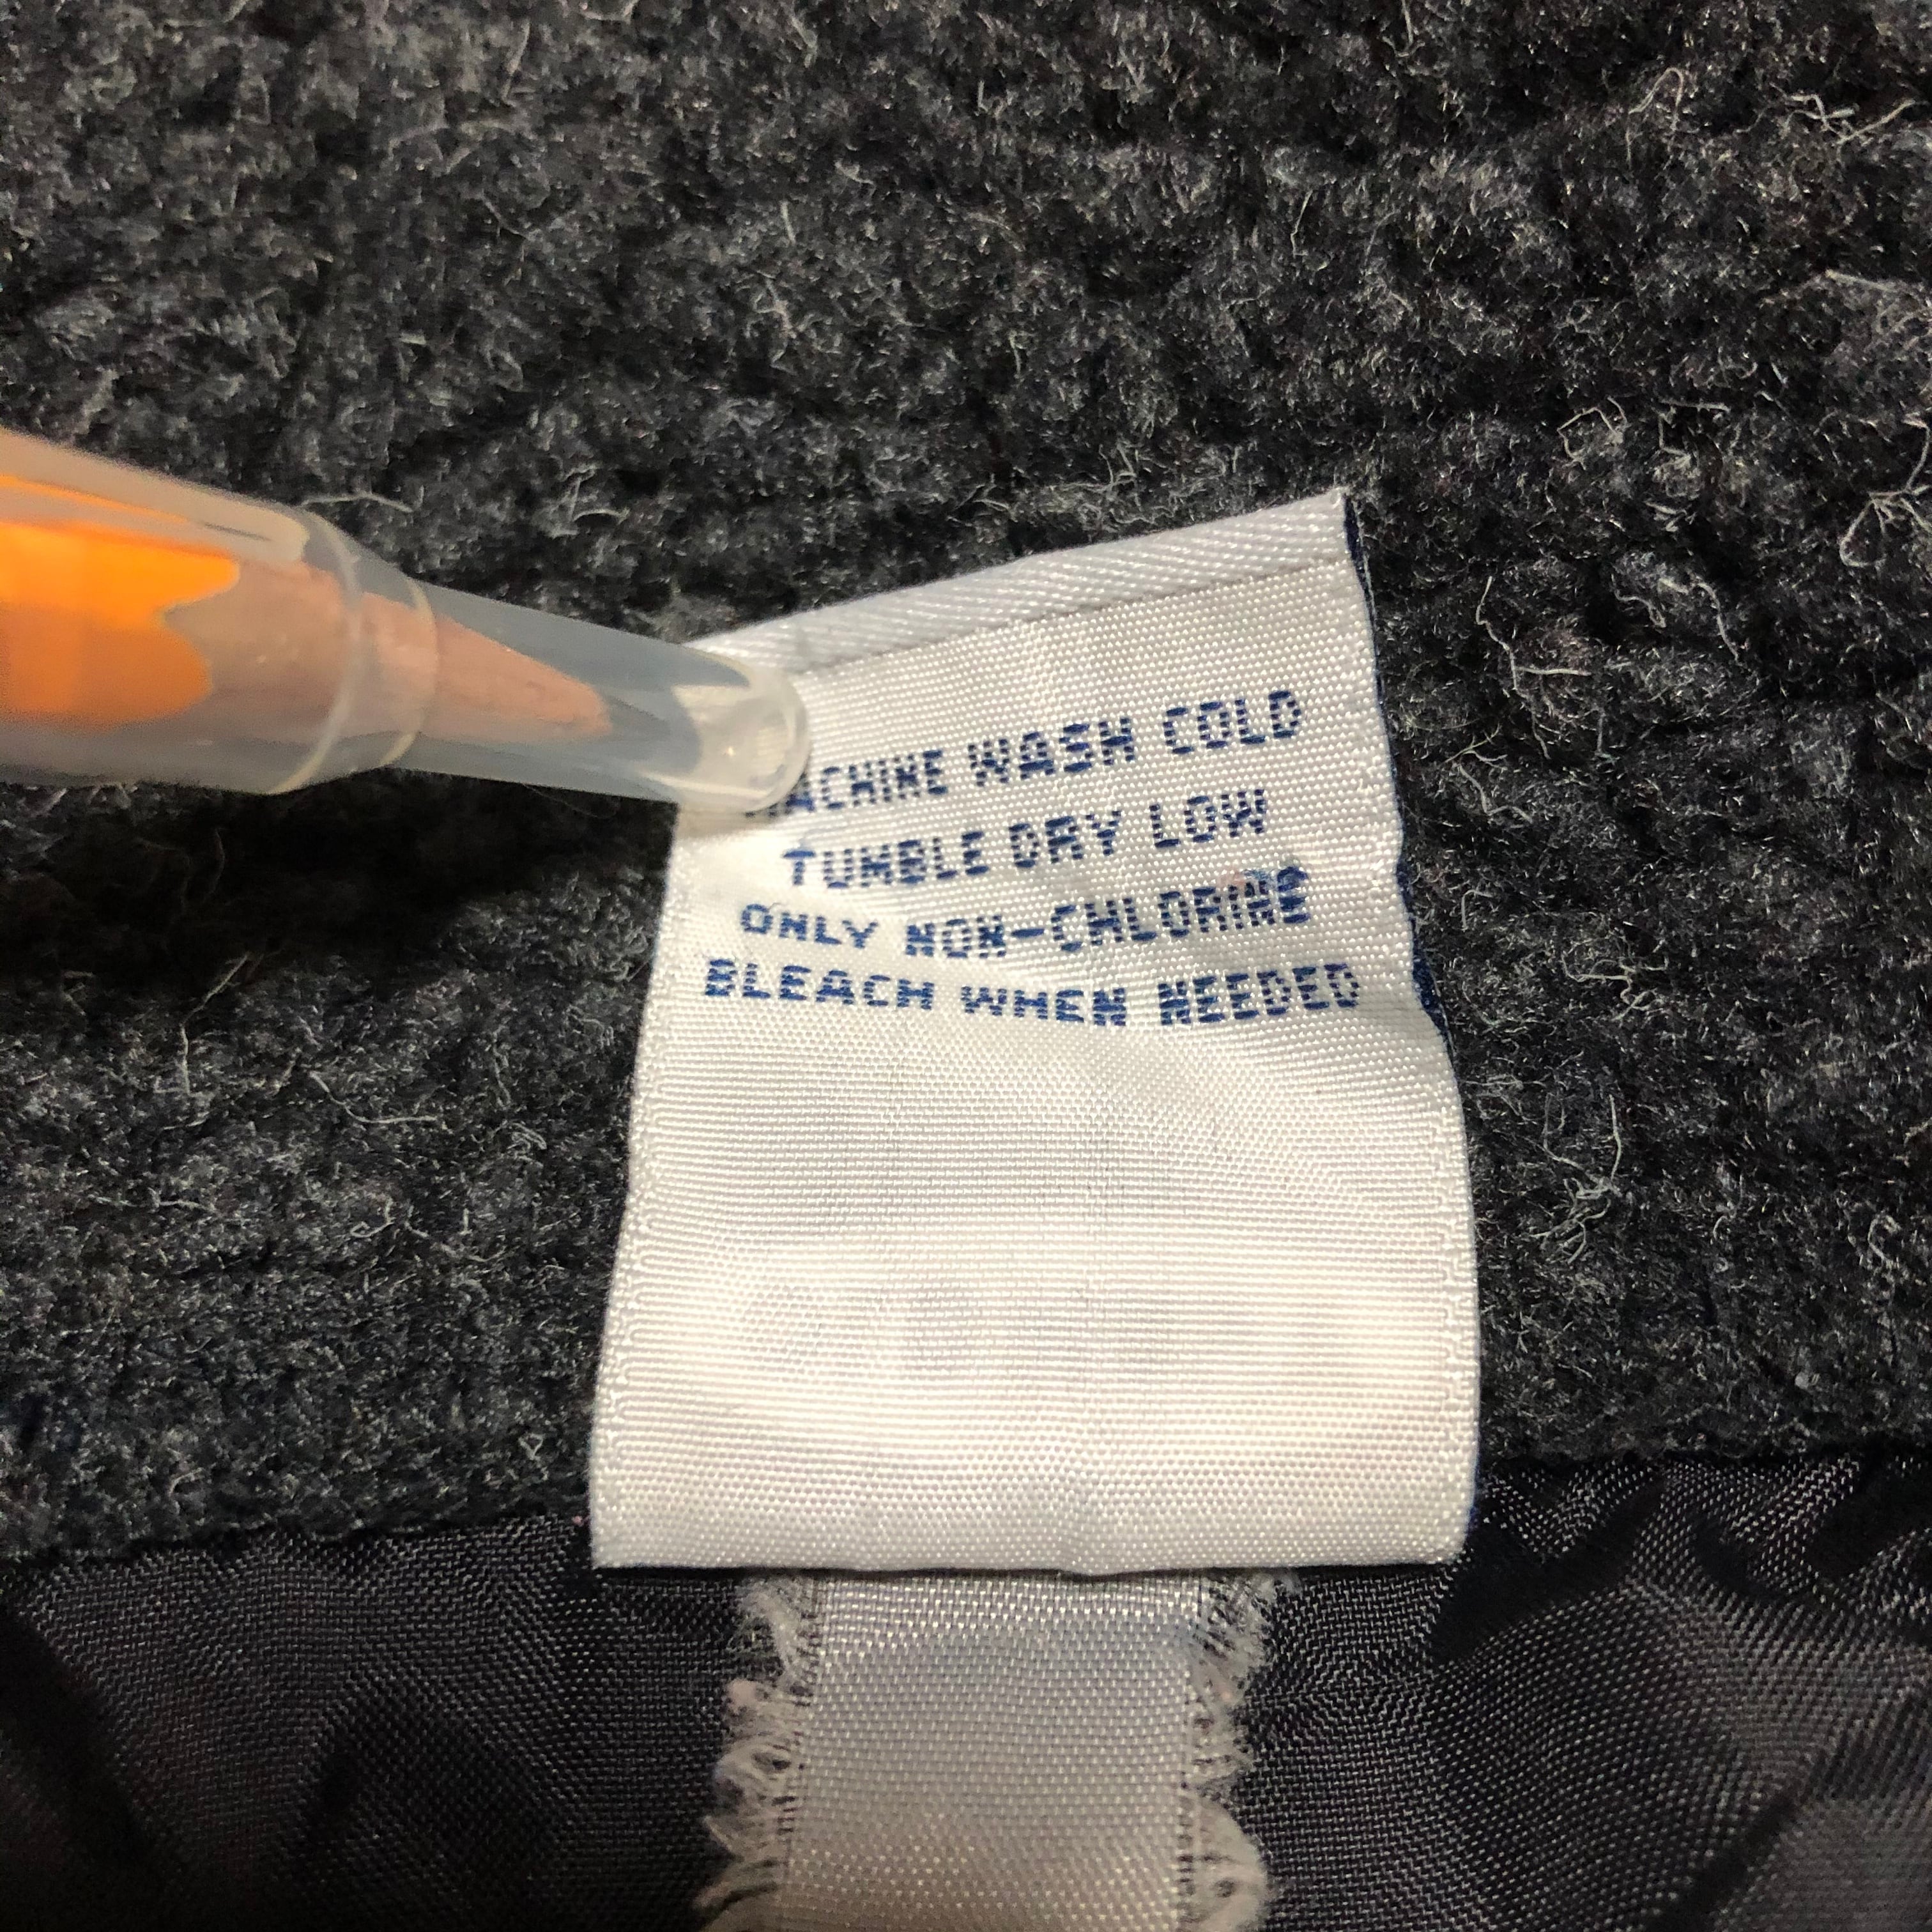 MACHINE WASH COLD
TUMBLE DRY LOW
ONLY NON-CHLORINE
BLEACH WHEN NEEDED